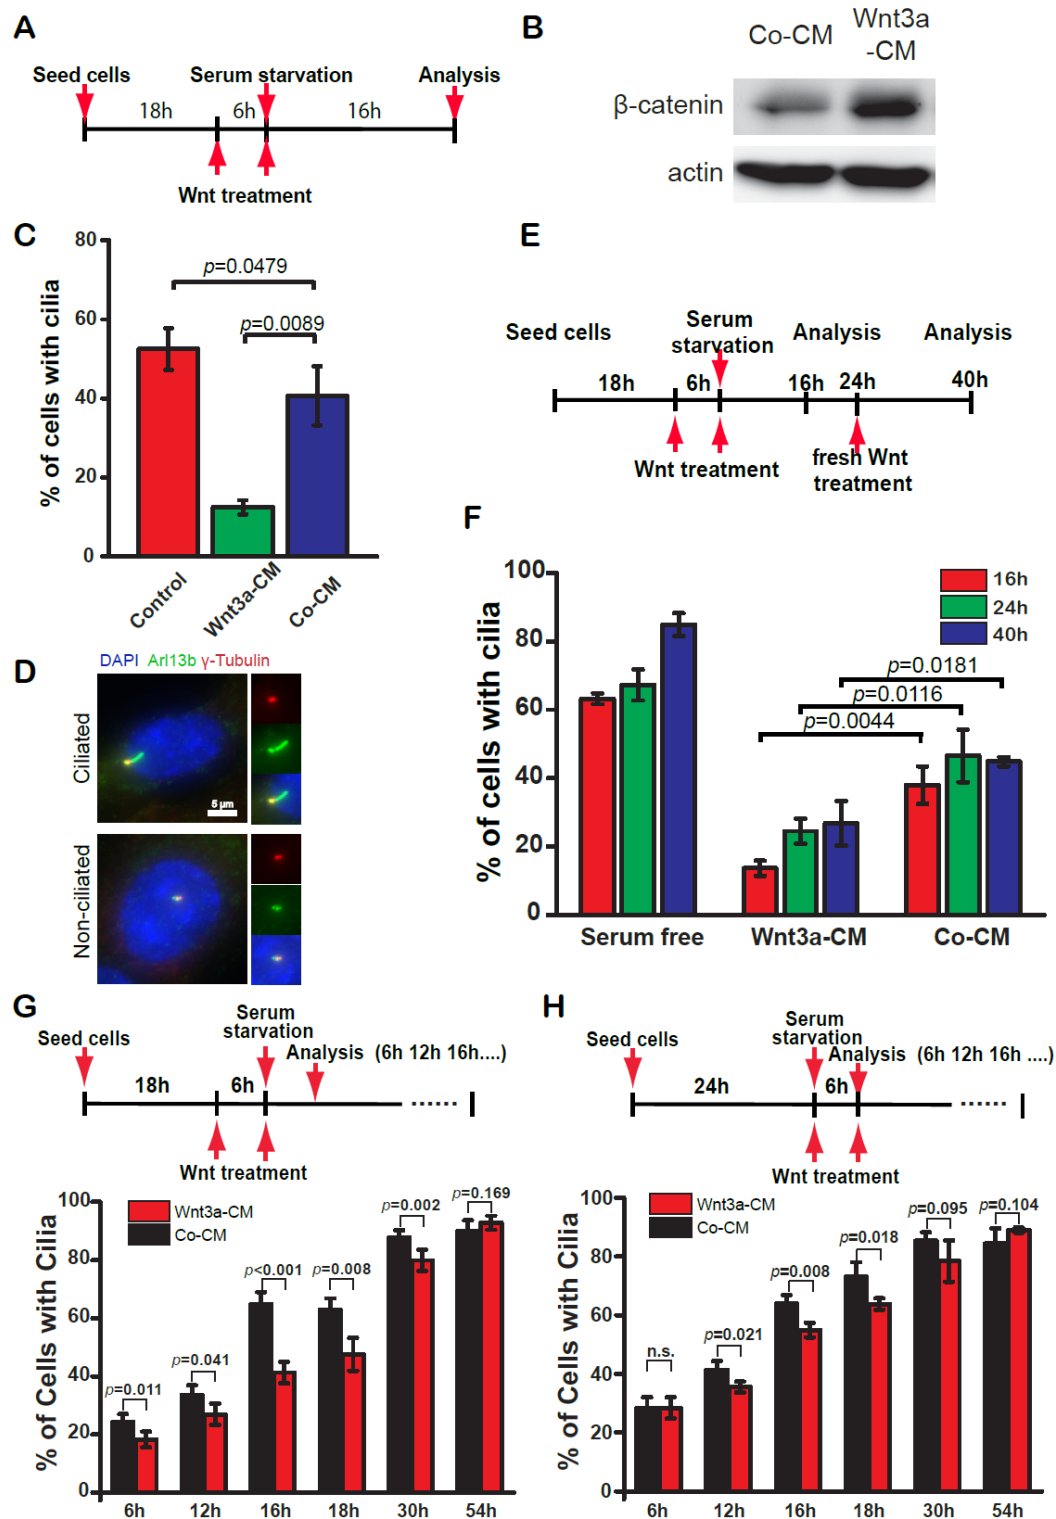 A
Seed cells
Serum starvation
Analysis
18h
6h
16h
Wnt treatment
B
Co-CM
Wnt3a
-CM
β-catenin
actin
C
80
60
40
20
0
% of cells with cilia
p=0.0479
p=0.0089
Control
Wnt3a-CM
Co-CM
D
DAPI Arl13b γ-Tubulin
Ciliated
5 μm
Non-ciliated
E
Seed cells
Serum
starvation
Analysis
Analysis
18h
6h
16h
24h
40h
Wnt treatment
fresh Wnt
treatment
F
100
80
60
40
20
0
% of cells with cilia
16h
24h
40h
p=0.0181
p=0.0116
p=0.0044
Serum free
Wnt3a-CM
Co-CM
G
Seed cells
Serum
starvation
Analysis (6h 12h 16h....)
18h
6h
......
Wnt treatment
100
80
60
40
20
0
% of Cells with Cilia
Wnt3a-CM
Co-CM
p=0.011
p=0.041
p<0.001
p=0.008
p=0.002
p=0.169
6h
12h
16h
18h
30h
54h
H
Seed cells
Serum
starvation
Analysis (6h 12h 16h ....)
24h
6h
......
Wnt treatment
100
80
60
40
20
0
% of Cells with Cilia
Wnt3a-CM
Co-CM
n.s.
p=0.021
p=0.008
p=0.018
p=0.095
p=0.104
6h
12h
16h
18h
30h
54h